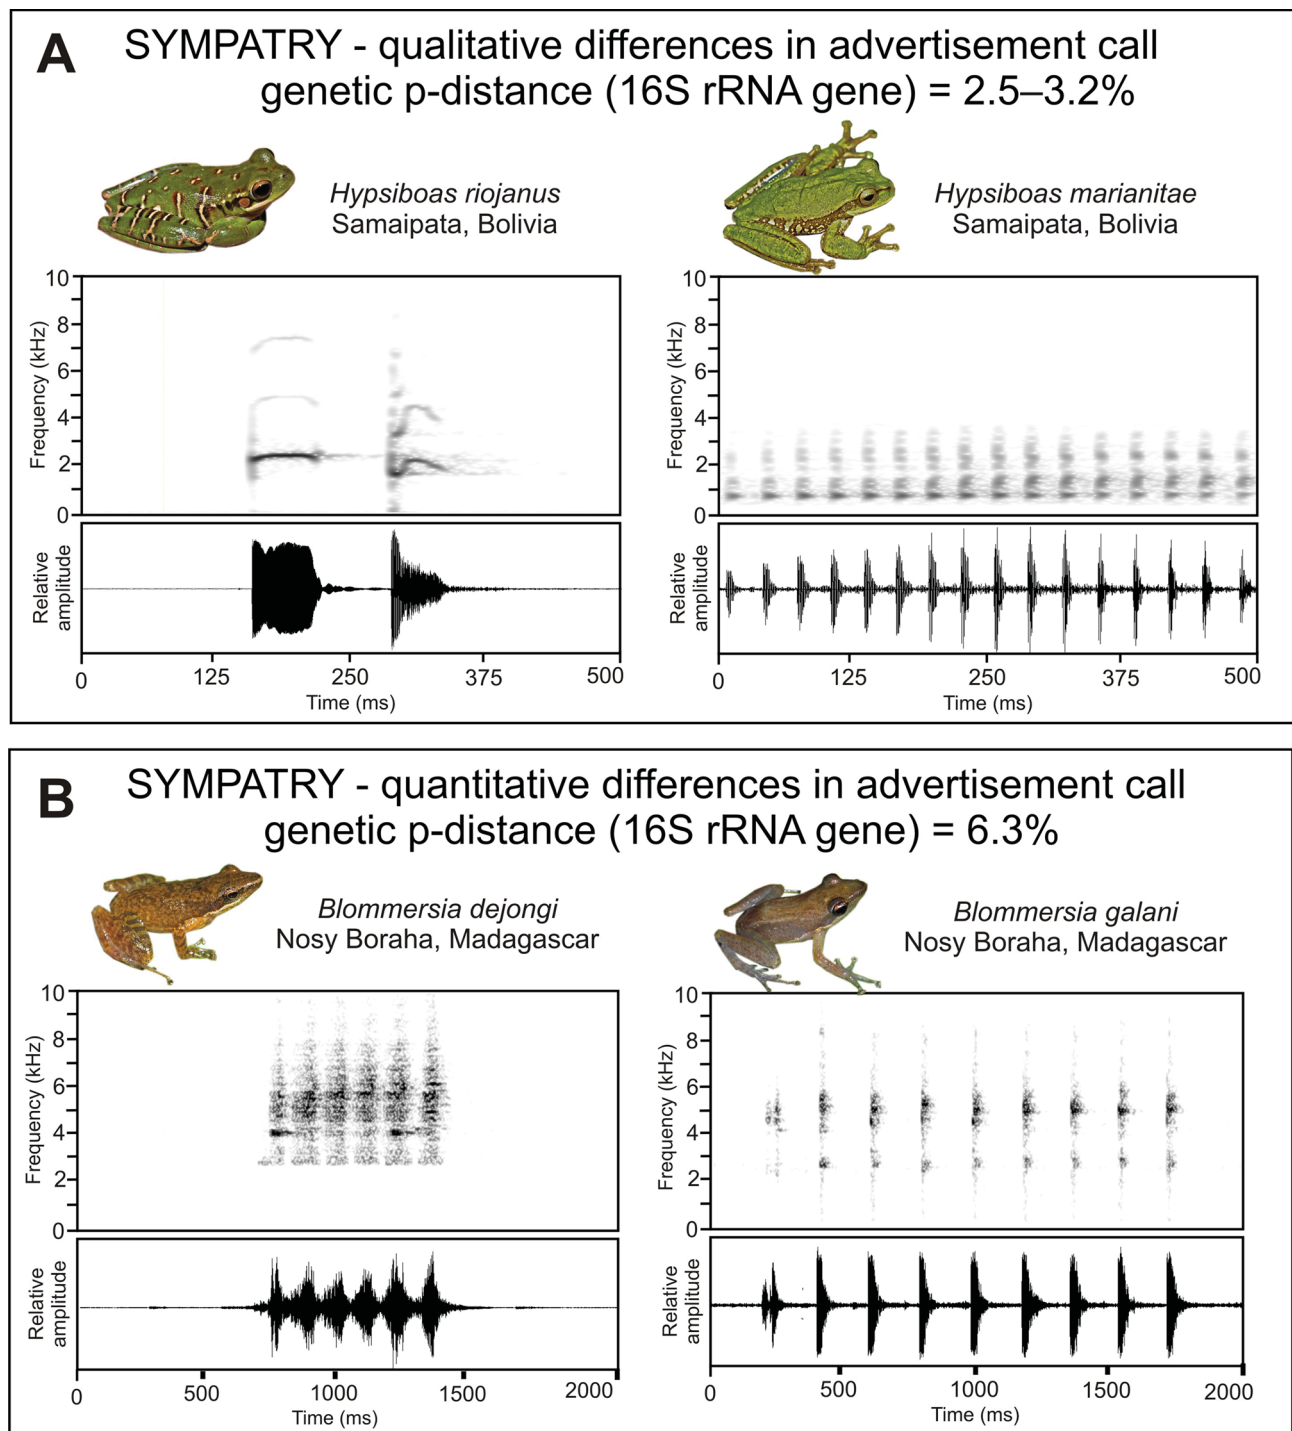 A
SYMPATRY - qualitative differences in advertisement call
genetic p-distance (16S rRNA gene) = 2.5–3.2%
Hypsiboas riojanus
Samaipata, Bolivia
Hypsiboas marianitae
Samaipata, Bolivia
Frequency (kHz)
10
8
6
4
2
0
Relative
amplitude
0
125
250
375
500
Time (ms)
Frequency (kHz)
10
8
6
4
2
0
Relative
amplitude
0
125
250
375
500
Time (ms)
B
SYMPATRY - quantitative differences in advertisement call
genetic p-distance (16S rRNA gene) = 6.3%
Blommersia dejongi
Nosy Boraha, Madagascar
Blommersia galani
Nosy Boraha, Madagascar
Frequency (kHz)
10
8
6
4
2
0
Relative
amplitude
0
500
1000
1500
2000
Time (ms)
Frequency (kHz)
10
8
6
4
2
0
Relative
amplitude
0
500
1000
1500
2000
Time (ms)